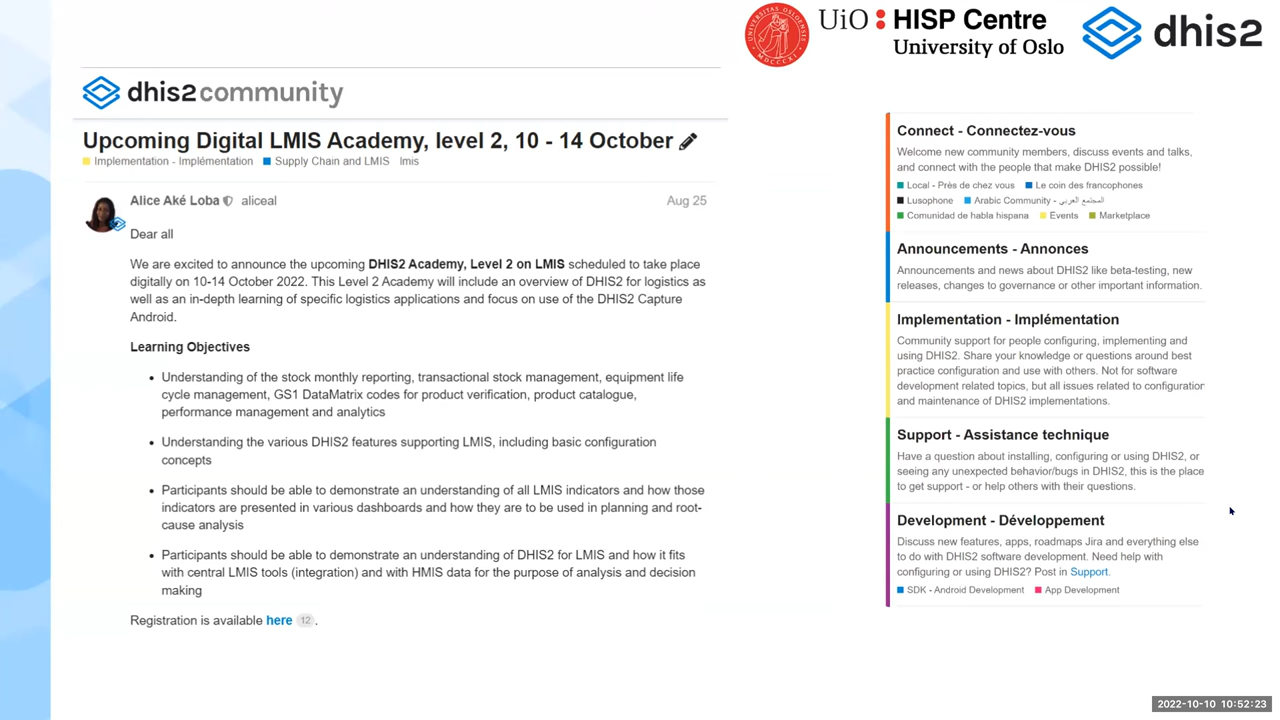 UiO : HISP Centre
University of Oslo
dhis2
dhis2 community
Upcoming Digital LMIS Academy, level 2, 10 - 14 October
Implementation - Implémentation Supply Chain and LMIS lmis
Alice Aké Loba aliceal Aug 25
Dear all
We are excited to announce the upcoming DHIS2 Academy, Level 2 on LMIS scheduled to take place
digitally on 10-14 October 2022. This Level 2 Academy will include an overview of DHIS2 for logistics as
well as an in-depth learning of specific logistics applications and focus on use of the DHIS2 Capture
Android.
Learning Objectives
• Understanding of the stock monthly reporting, transactional stock management, equipment life
cycle management, GS1 DataMatrix codes for product verification, product catalogue,
performance management and analytics
• Understanding the various DHIS2 features supporting LMIS, including basic configuration
concepts
• Participants should be able to demonstrate an understanding of all LMIS indicators and how those
indicators are presented in various dashboards and how they are to be used in planning and root-
cause analysis
• Participants should be able to demonstrate an understanding of DHIS2 for LMIS and how it fits
with central LMIS tools (integration) and with HMIS data for the purpose of analysis and decision
making
Registration is available here 12 .
Connect - Connectez-vous
Welcome new community members, discuss events and talks,
and connect with the people that make DHIS2 possible!
Local - Près de chez vous Le coin des francophones
Lusophone Arabic Community - المجتمع العربي
Comunidad de habla hispana Events Marketplace
Announcements - Annonces
Announcements and news about DHIS2 like beta-testing, new
releases, changes to governance or other important information.
Implementation - Implémentation
Community support for people configuring, implementing and
using DHIS2. Share your knowledge or questions around best
practice configuration and use with others. Not for software
development related topics, but all issues related to configuration
and maintenance of DHIS2 implementations.
Support - Assistance technique
Have a question about installing, configuring or using DHIS2, or
seeing any unexpected behavior/bugs in DHIS2, this is the place
to get support - or help others with their questions.
Development - Développement
Discuss new features, apps, roadmaps Jira and everything else
to do with DHIS2 software development. Need help with
configuring or using DHIS2? Post in Support.
SDK - Android Development App Development
2022-10-10 10:52:23